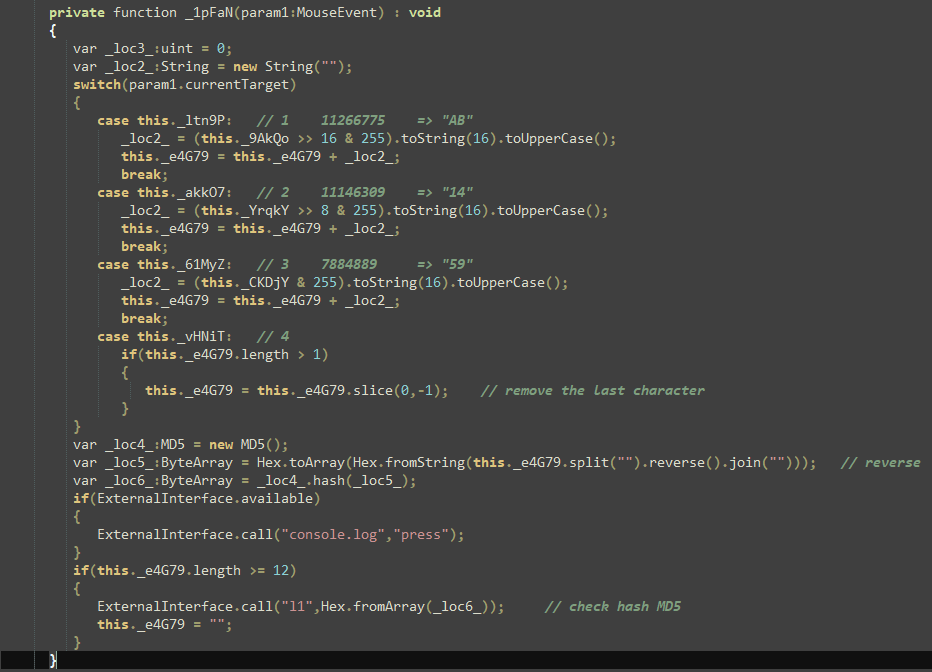 private function _1pFaN(param1:MouseEvent) : void
{
var _loc3_:uint = 0;
var _loc2_:String = new String("");
switch(param1.currentTarget)
{
case this._ltn9P: // 1 11266775 => "AB"
_loc2_ = (this._9AkQo >> 16 & 255).toString(16).toUpperCase();
this._e4G79 = this._e4G79 + _loc2_;
break;
case this._akkO7: // 2 11146309 => "14"
_loc2_ = (this._YrqkY >> 8 & 255).toString(16).toUpperCase();
this._e4G79 = this._e4G79 + _loc2_;
break;
case this._61MyZ: // 3 7884889 => "59"
_loc2_ = (this._CKDjY & 255).toString(16).toUpperCase();
this._e4G79 = this._e4G79 + _loc2_;
break;
case this._vHNiT: // 4
if(this._e4G79.length > 1)
{
this._e4G79 = this._e4G79.slice(0,-1); // remove the last character
}
}
var _loc4_:MD5 = new MD5();
var _loc5_:ByteArray = Hex.toArray(Hex.fromString(this._e4G79.split("").reverse().join(""))); // reverse
var _loc6_:ByteArray = _loc4_.hash(_loc5_);
if(ExternalInterface.available)
{
ExternalInterface.call("console.log","press");
}
if(this._e4G79.length >= 12)
{
ExternalInterface.call("l1",Hex.fromArray(_loc6_)); // check hash MD5
this._e4G79 = "";
}
}